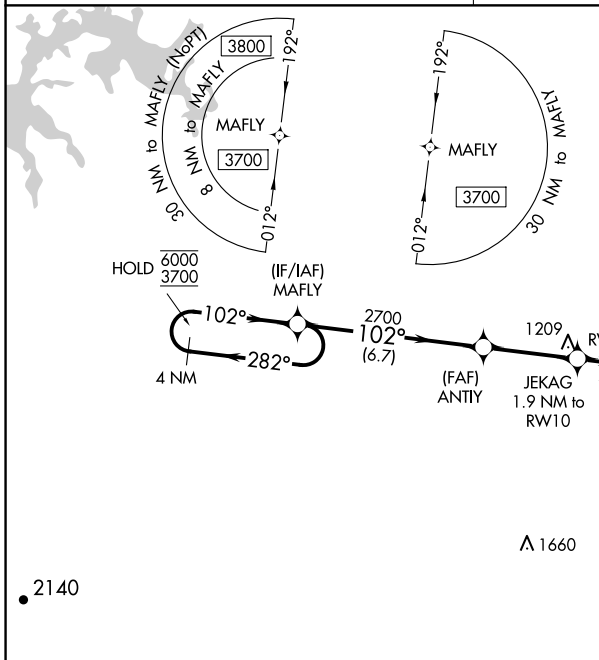 30 NM to MAFLY (NoPT)
3800
8 NM to MAFLY
192°
MAFLY
3700
012°
192°
MAFLY
3700
012°
30 NM to MAFLY
HOLD 6000
3700
(IF/IAF)
MAFLY
102°
282°
4 NM
2700
102°
(6.7)
(FAF)
ANTIY
1209
JEKAG
1.9 NM to
RW10
1660
2140